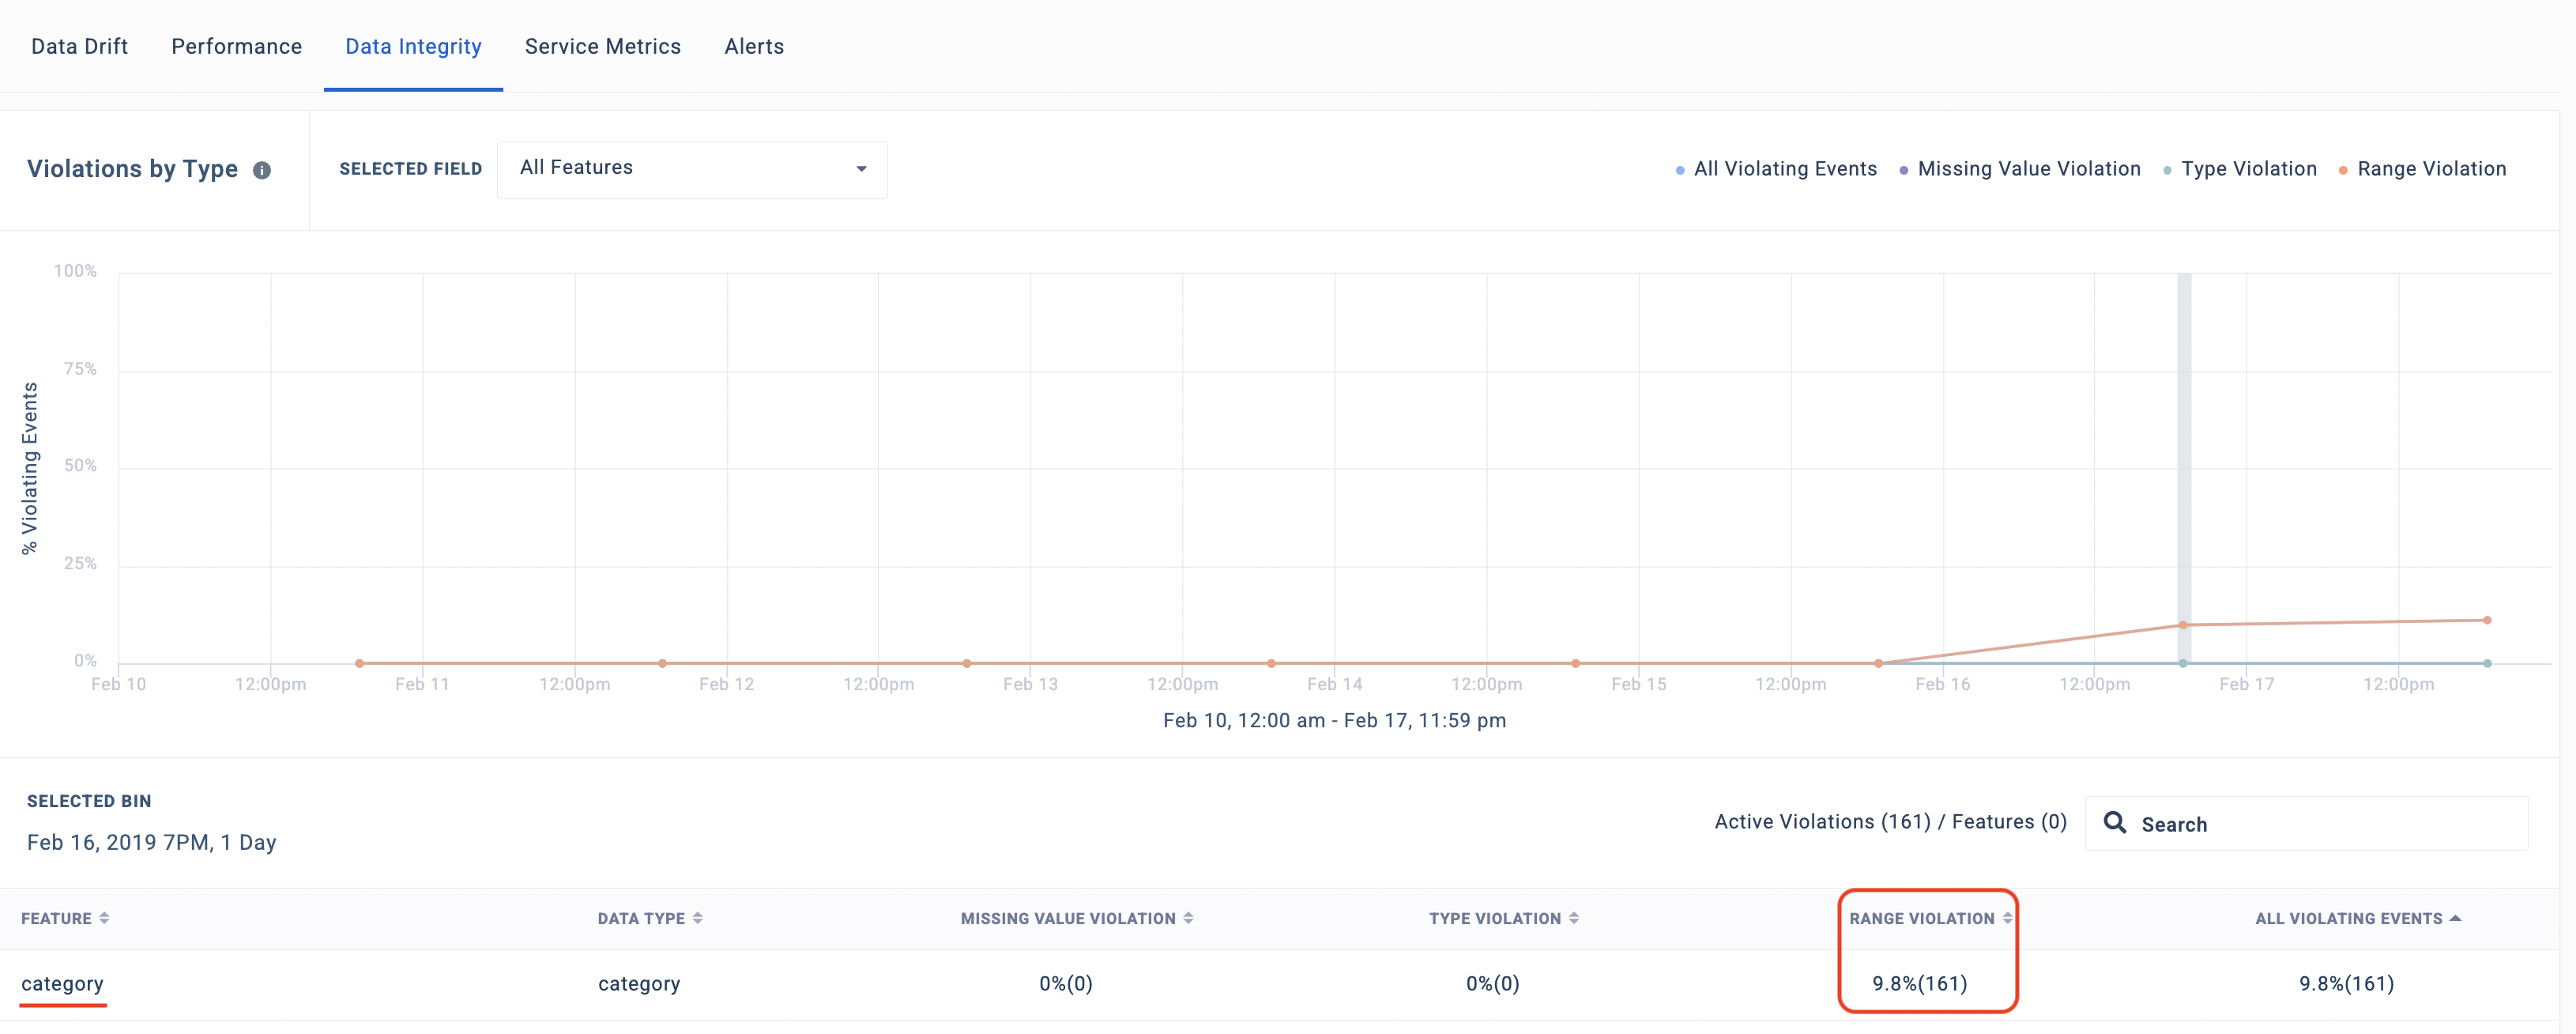 Data Drift Performance Data Integrity Service Metrics Alerts
Violations by Type i SELECTED FIELD All Features All Violating Events Missing Value Violation Type Violation Range Violation
% Violating Events
100%
75%
50%
25%
0%
Feb 10 12:00pm Feb 11 12:00pm Feb 12 12:00pm Feb 13 12:00pm Feb 14 12:00pm Feb 15 12:00pm Feb 16 12:00pm Feb 17 12:00pm
Feb 10, 12:00 am - Feb 17, 11:59 pm
SELECTED BIN
Feb 16, 2019 7PM, 1 Day
Active Violations (161) / Features (0) Search
FEATURE DATA TYPE MISSING VALUE VIOLATION TYPE VIOLATION RANGE VIOLATION ALL VIOLATING EVENTS
category category 0%(0) 0%(0) 9.8%(161) 9.8%(161)